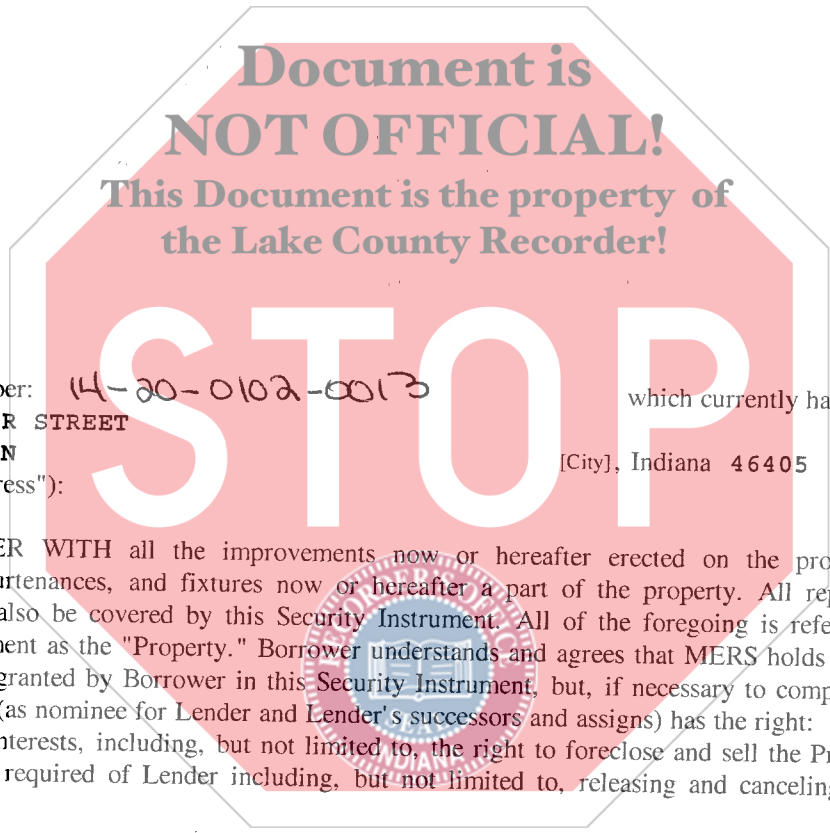 Document is
NOT OFFICIAL!
This Document is the property of
the Lake County Recorder!
STOP
ber: 14-20-0102-0013 which currently ha
R STREET
N [City], Indiana 46405
ress"):
ER WITH all the improvements now or hereafter erected on the pro
urtenances, and fixtures now or hereafter a part of the property. All rep
also be covered by this Security Instrument. All of the foregoing is refe
nent as the "Property." Borrower understands and agrees that MERS holds
granted by Borrower in this Security Instrument, but, if necessary to comp
(as nominee for Lender and Lender's successors and assigns) has the right:
nterests, including, but not limited to, the right to foreclose and sell the Pr
required of Lender including, but not limited to, releasing and canceling
RECORDER'S OFFICE
SEAL
INDIANA